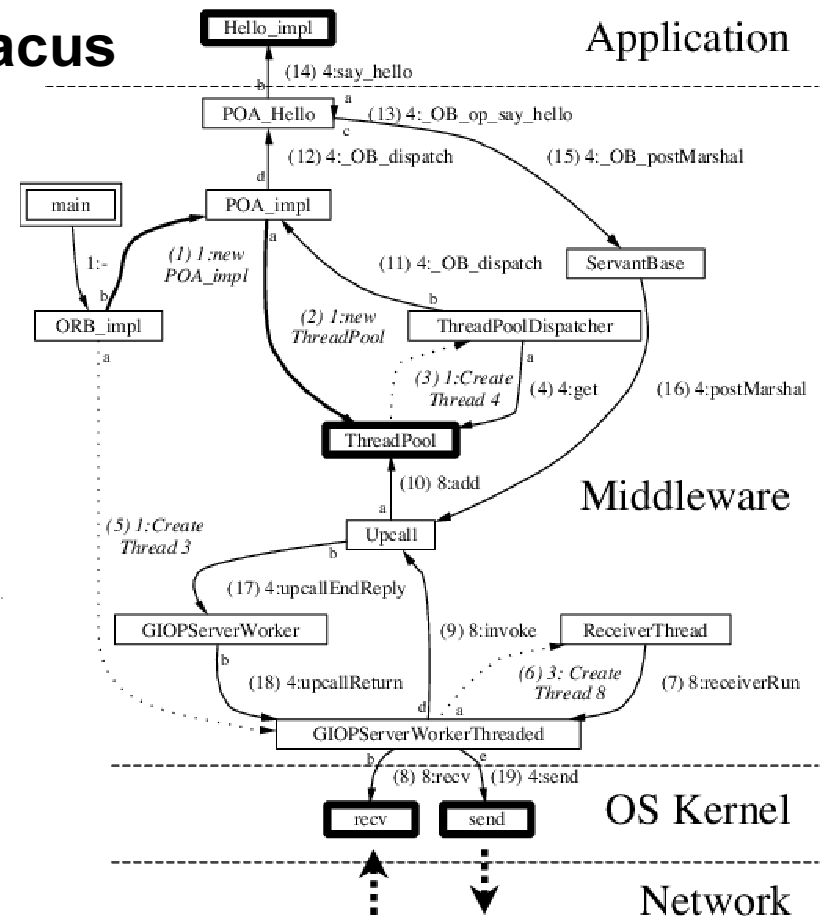 acus
Application
Hello_impl
(14) 4:say_hello
b
a
POA_Hello
(13) 4:_OB_op_say_hello
c
(12) 4:_OB_dispatch
(15) 4:_OB_postMarshal
d
main
POA_impl
a
1:-
(1) 1:new
POA_impl
(11) 4:_OB_dispatch
ServantBase
b
b
ORB_impl
(2) 1:new
ThreadPool
ThreadPoolDispatcher
a
a
(3) 1:Create
Thread 4
(4) 4:get
(16) 4:postMarshal
ThreadPool
(10) 8:add
Middleware
a
(5) 1:Create
Thread 3
Upcall
b
(17) 4:upcallEndReply
GIOPServerWorker
(9) 8:invoke
ReceiverThread
b
(18) 4:upcallReturn
(6) 3: Create
Thread 8
(7) 8:receiverRun
d
a
GIOPServerWorkerThreaded
b
e
(8) 8:recv
(19) 4:send
recv
send
OS Kernel
Network